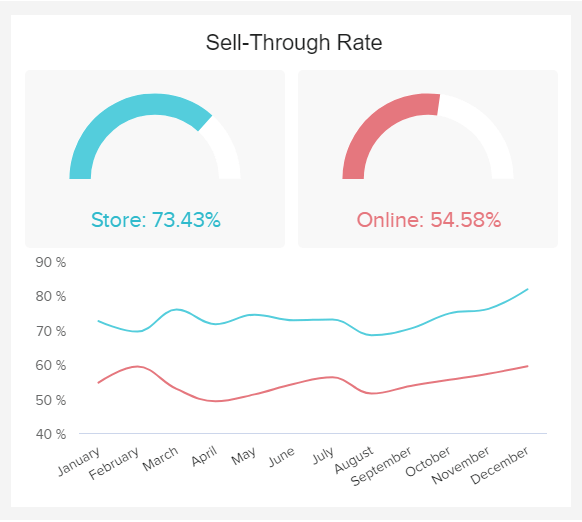 Sell-Through Rate
Store: 73.43%
Online: 54.58%
90 %
80 %
70 %
60 %
50 %
40 %
January
February
March
April
May
June
July
August
September
October
November
December